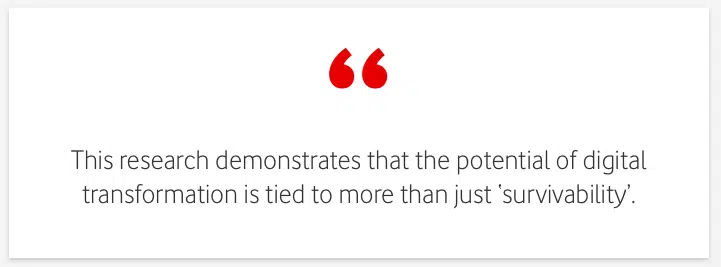 “
This research demonstrates that the potential of digital
transformation is tied to more than just ‘survivability’.